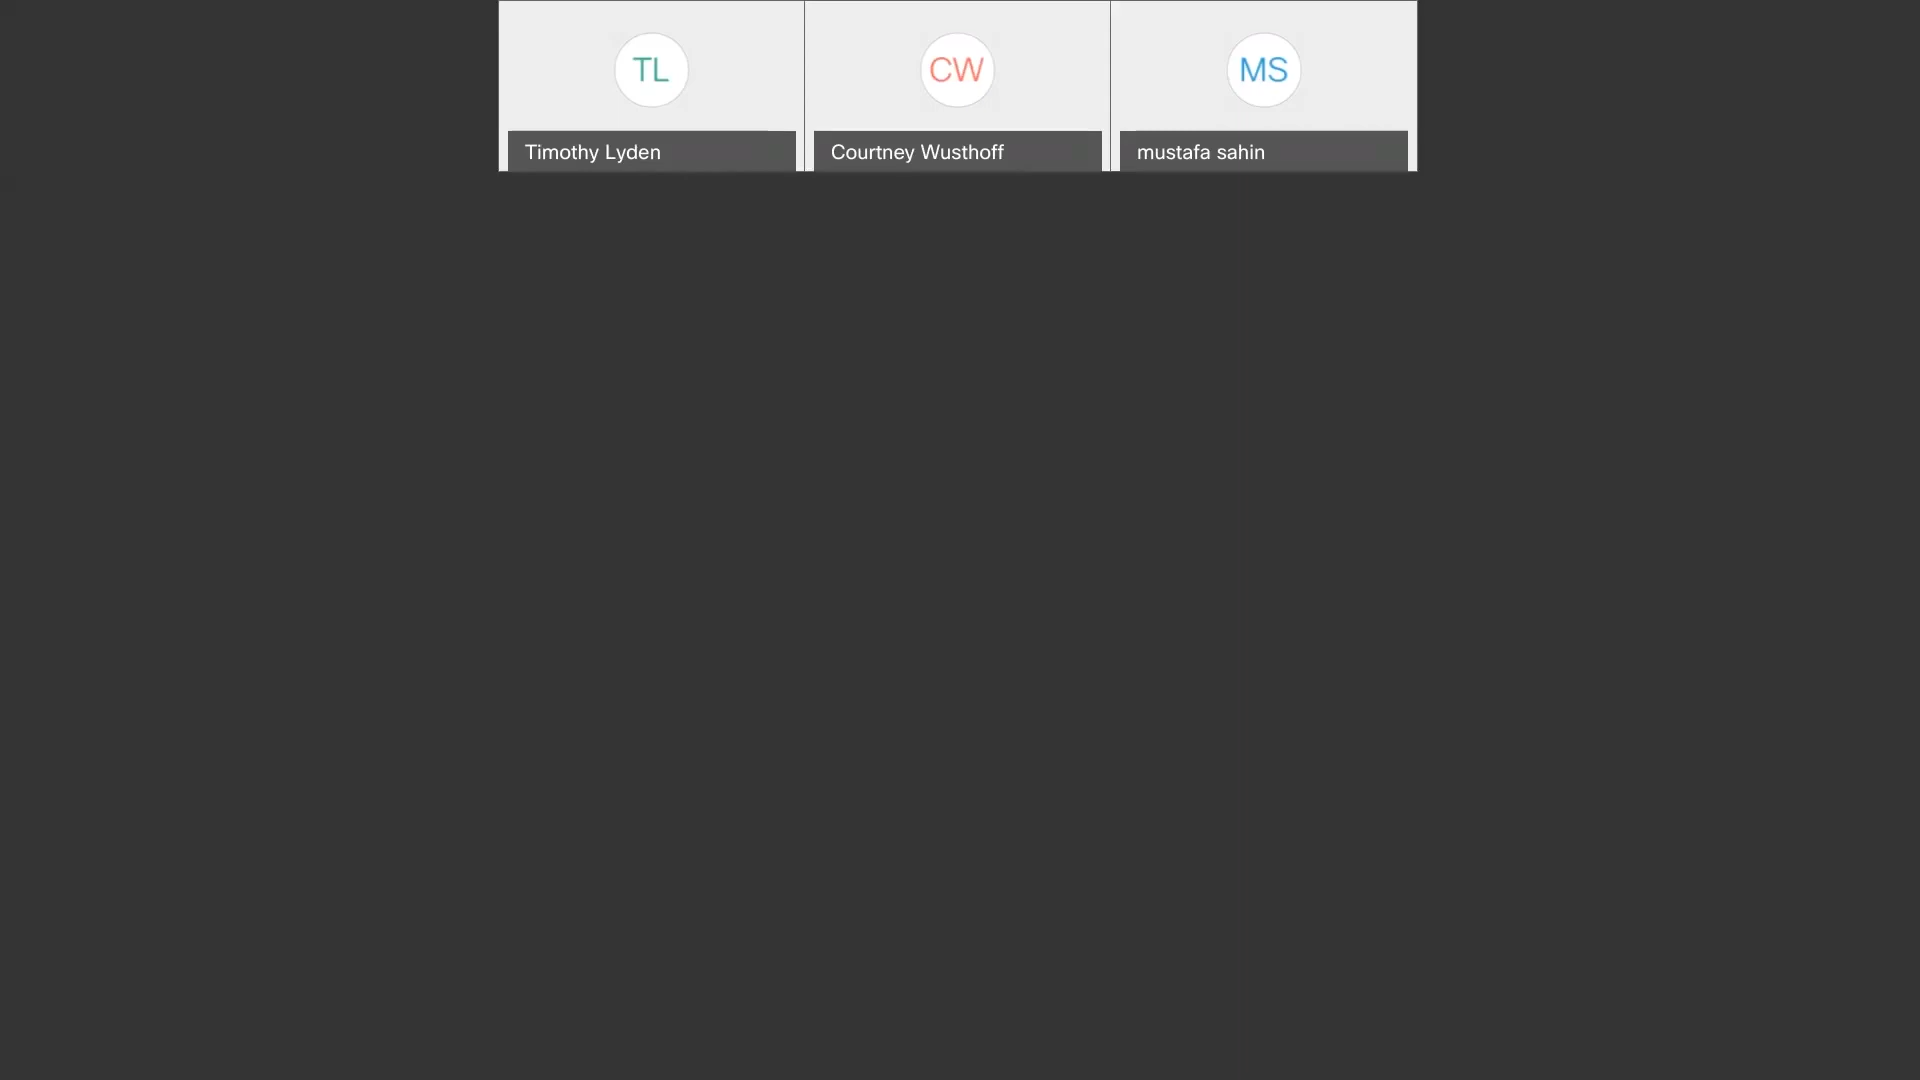 TL
CW
MS
Timothy Lyden
Courtney Wusthoff
mustafa sahin